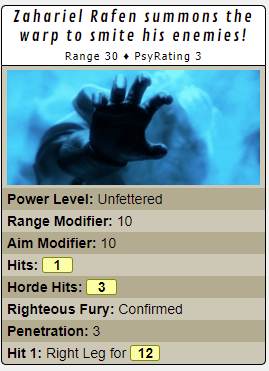 Zahariel Rafen summons the
warp to smite his enemies!
Range 30 ♦ PsyRating 3
Power Level: Unfettered
Range Modifier: 10
Aim Modifier: 10
Hits: 1
Horde Hits: 3
Righteous Fury: Confirmed
Penetration: 3
Hit 1: Right Leg for 12